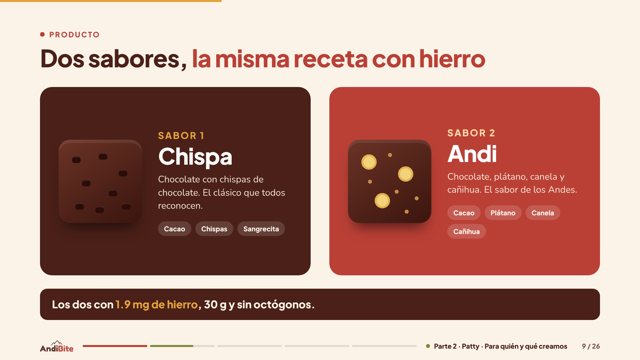 PRODUCTO
Dos sabores, la misma receta con hierro
SABOR 1
Chispa
Chocolate con chispas de
chocolate. El clásico que todos
reconocen.
Cacao Chispas Sangrecita
SABOR 2
Andi
Chocolate, plátano, canela y
cañihua. El sabor de los Andes.
Cacao Plátano Canela
Cañihua
Los dos con 1.9 mg de hierro, 30 g y sin octógonos.
AndiBite
Parte 2 · Patty · Para quién y qué creamos
9 / 26